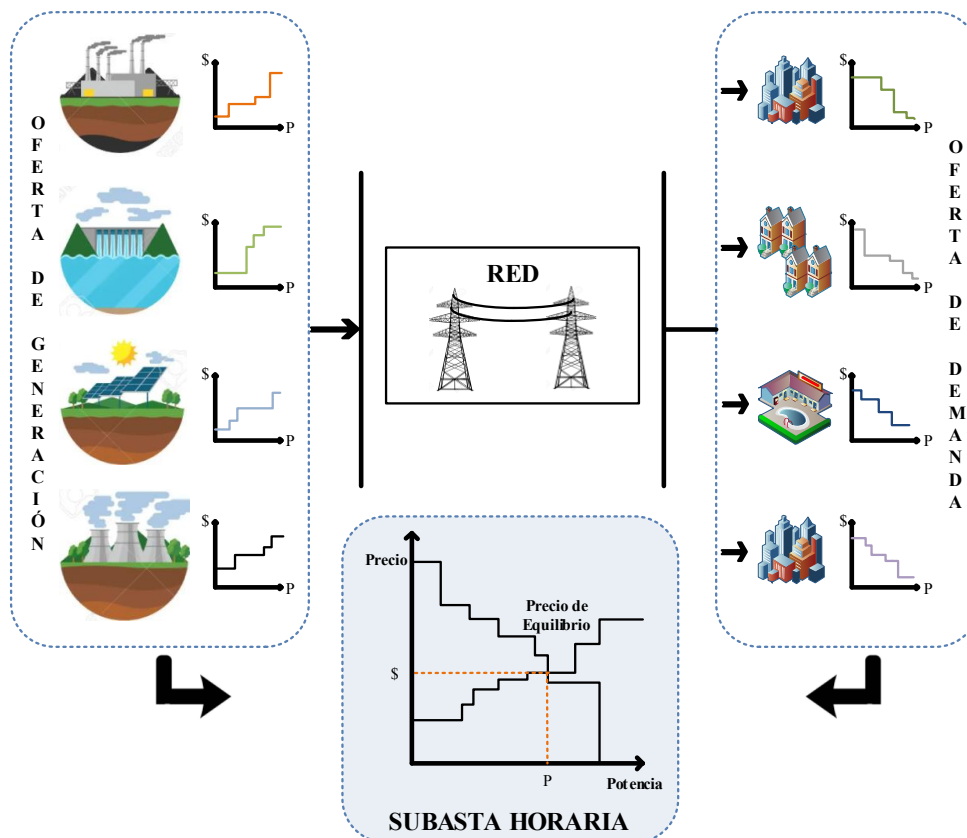 OFERTA DE GENERACIÓN
$
P
$
P
$
P
$
P
RED
$
P
$
P
$
P
$
P
OFERTA DE DEMANDA
Precio
Precio de
Equilibrio
$
P
Potencia
SUBASTA HORARIA